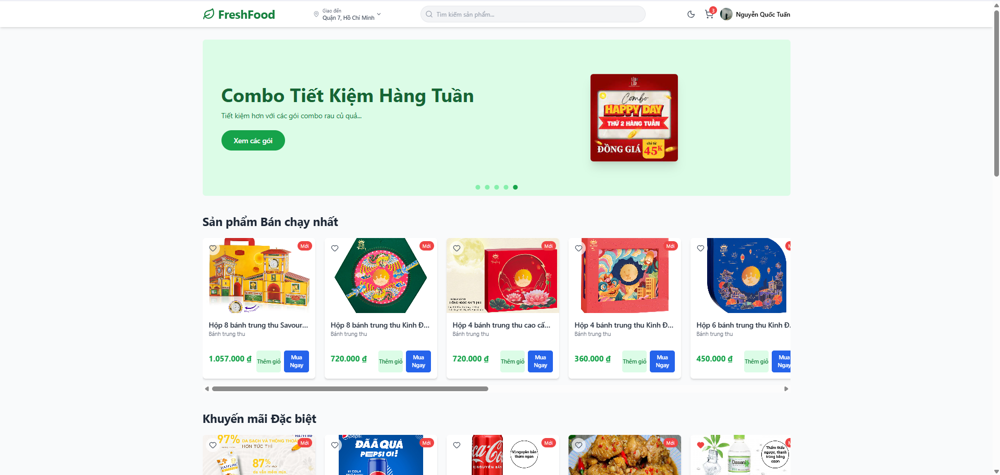 FreshFood
Giao đến
Quận 7, Hồ Chí Minh
Tìm kiếm sản phẩm...
3
Nguyễn Quốc Tuấn
Combo Tiết Kiệm Hàng Tuần
Tiết kiệm hơn với các gói combo rau củ quả...
Xem các gói
Combo
HAPPY DAY
THỨ 2 HÀNG TUẦN
ĐỒNG GIÁ
chỉ từ
45K
Sản phẩm Bán chạy nhất
Mới
Mới
Mới
Mới
Hộp 8 bánh trung thu Savour...
Bánh trung thu
1.057.000 ₫
Thêm giỏ
Mua Ngay
Hộp 8 bánh trung thu Kinh Đ...
Bánh trung thu
720.000 ₫
Thêm giỏ
Mua Ngay
Hộp 4 bánh trung thu cao cấ...
Bánh trung thu
720.000 ₫
Thêm giỏ
Mua Ngay
Hộp 4 bánh trung thu Kinh Đ...
Bánh trung thu
360.000 ₫
Thêm giỏ
Mua Ngay
Hộp 6 bánh trung thu Kinh Đ.
Bánh trung thu
450.000 ₫
Thêm giỏ
Mua Ngay
Khuyến mãi Đặc biệt
97%
DA SẠCH VÀ THÔNG THOÁ
HƠN TỨC THÌ
HAZELINE
87%
da vẫn mềm mịn.
Mới
pepsi
ĐÃÃ QUÁ
PEPSI ƠI!
VỊ COLA
Mới
Coca-Co
VỊ NGUYÊN BẢN
Vị nguyên bản
thơm ngon
Mới
Mới
Dasani
Thẩm thấu
ngược, thanh
trùng bằng
ozon